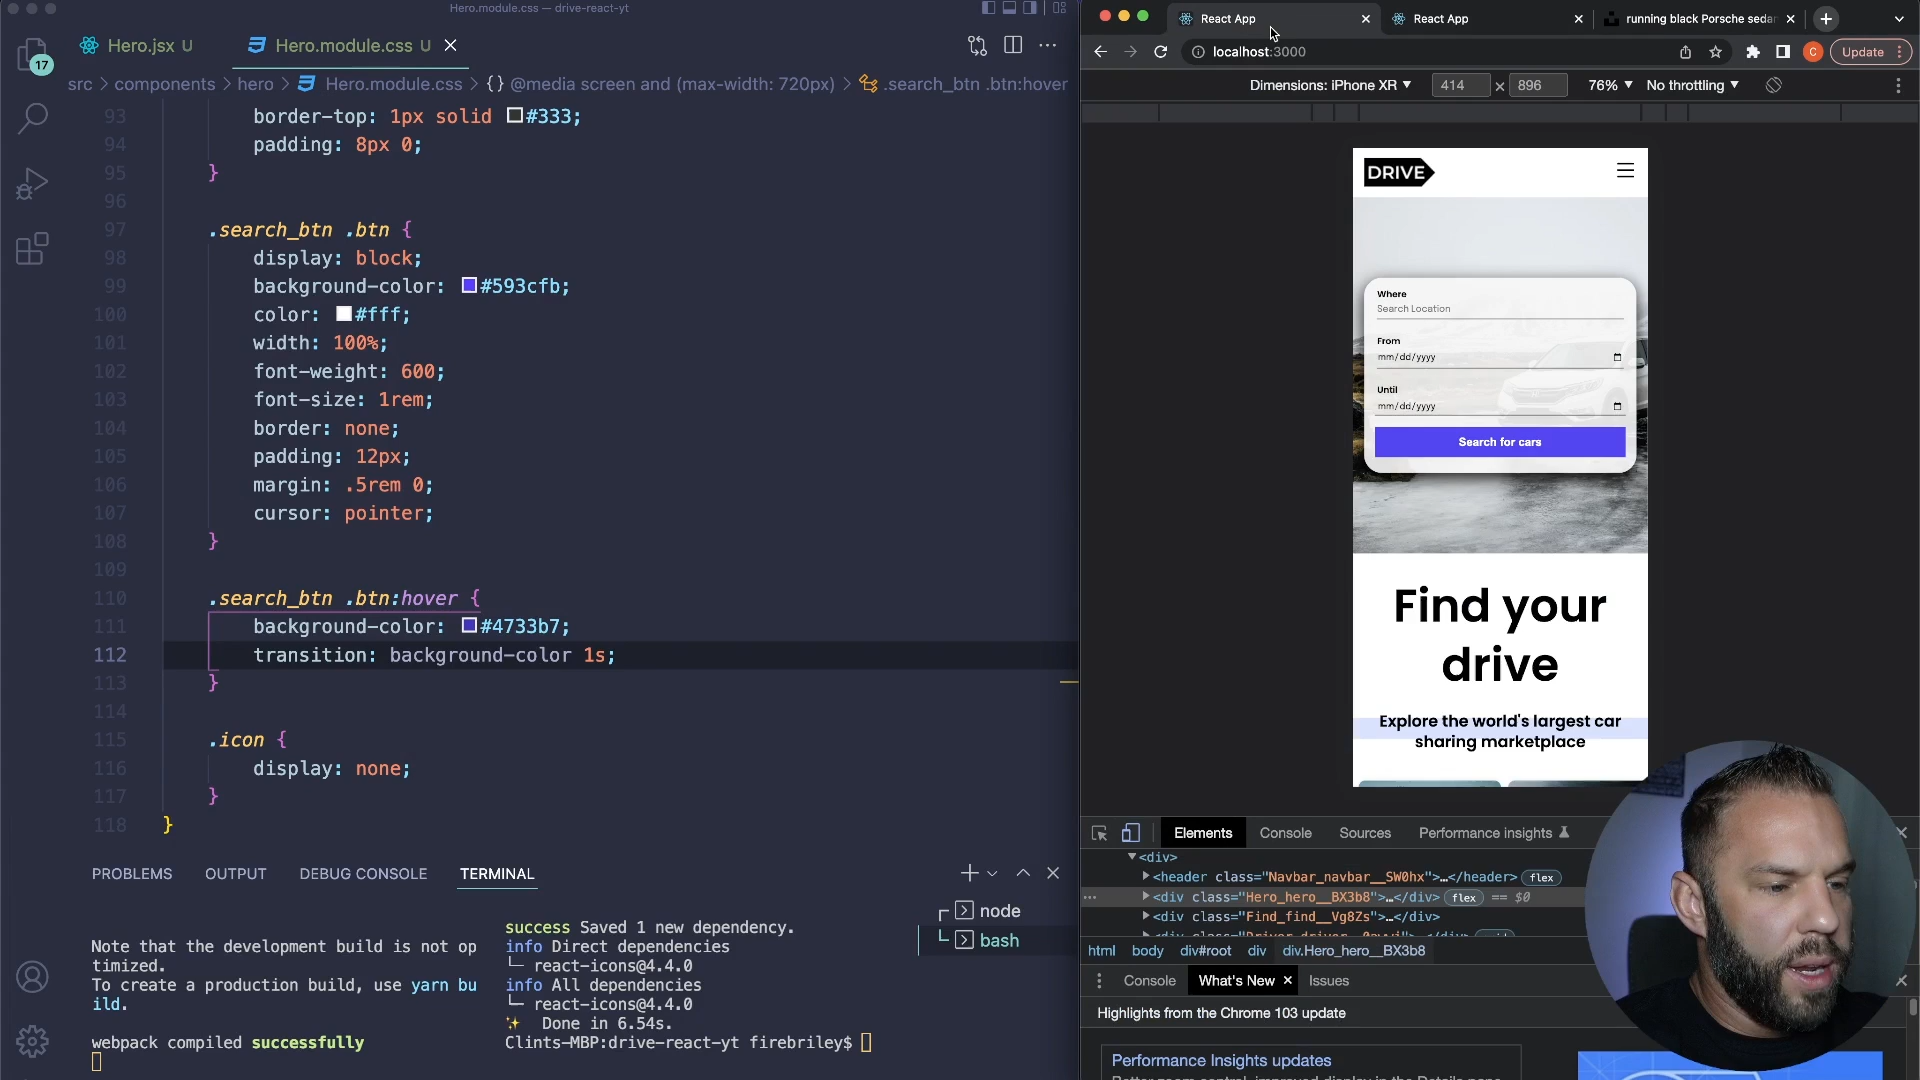 Hero.module.css — drive-react-yt
Hero.jsx U
Hero.module.css U
17
src > components > hero > Hero.module.css > {} @media screen and (max-width: 720px) > .search_btn .btn:hover
93 border-top: 1px solid #333;
94 padding: 8px 0;
95 }
96
97 .search_btn .btn {
98 display: block;
99 background-color: #593cfb;
100 color: #fff;
101 width: 100%;
102 font-weight: 600;
103 font-size: 1rem;
104 border: none;
105 padding: 12px;
106 margin: .5rem 0;
107 cursor: pointer;
108 }
109
110 .search_btn .btn:hover {
111 background-color: #4733b7;
112 transition: background-color 1s;
113 }
114
115 .icon {
116 display: none;
117 }
118 }
PROBLEMS OUTPUT DEBUG CONSOLE TERMINAL
Note that the development build is not op
timized.
To create a production build, use yarn bu
ild.
webpack compiled successfully
success Saved 1 new dependency.
info Direct dependencies
└─ react-icons@4.4.0
info All dependencies
└─ react-icons@4.4.0
✨ Done in 6.54s.
Clints-MBP:drive-react-yt firebriley$
node
bash
React App
React App
running black Porsche sedan
localhost:3000
C
Update
Dimensions: iPhone XR 414 × 896 76% No throttling
DRIVE
Where
Search Location
From
mm/dd/yyyy
Until
mm/dd/yyyy
Search for cars
Find your
drive
Explore the world's largest car
sharing marketplace
Elements Console Sources Performance insights
<div>
<header class="Navbar_navbar__SW0hx">…</header> flex
<div class="Hero_hero__BX3b8">…</div> flex == $0
<div class="Find_find__Vg8Zs">…</div>
html body div#root div div.Hero_hero__BX3b8
Console What's New Issues
Highlights from the Chrome 103 update
Performance Insights updates